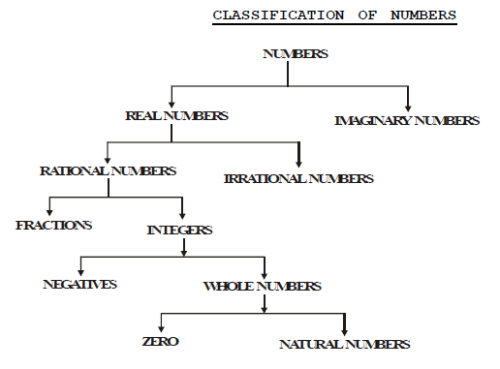 CLASSIFICATION OF NUMBERS
NUMBERS
REAL NUMBERS
IMAGINARY NUMBERS
RATIONAL NUMBERS
IRRATIONAL NUMBERS
FRACTIONS
INTEGERS
NEGATIVES
WHOLE NUMBERS
ZERO
NATURAL NUMBERS